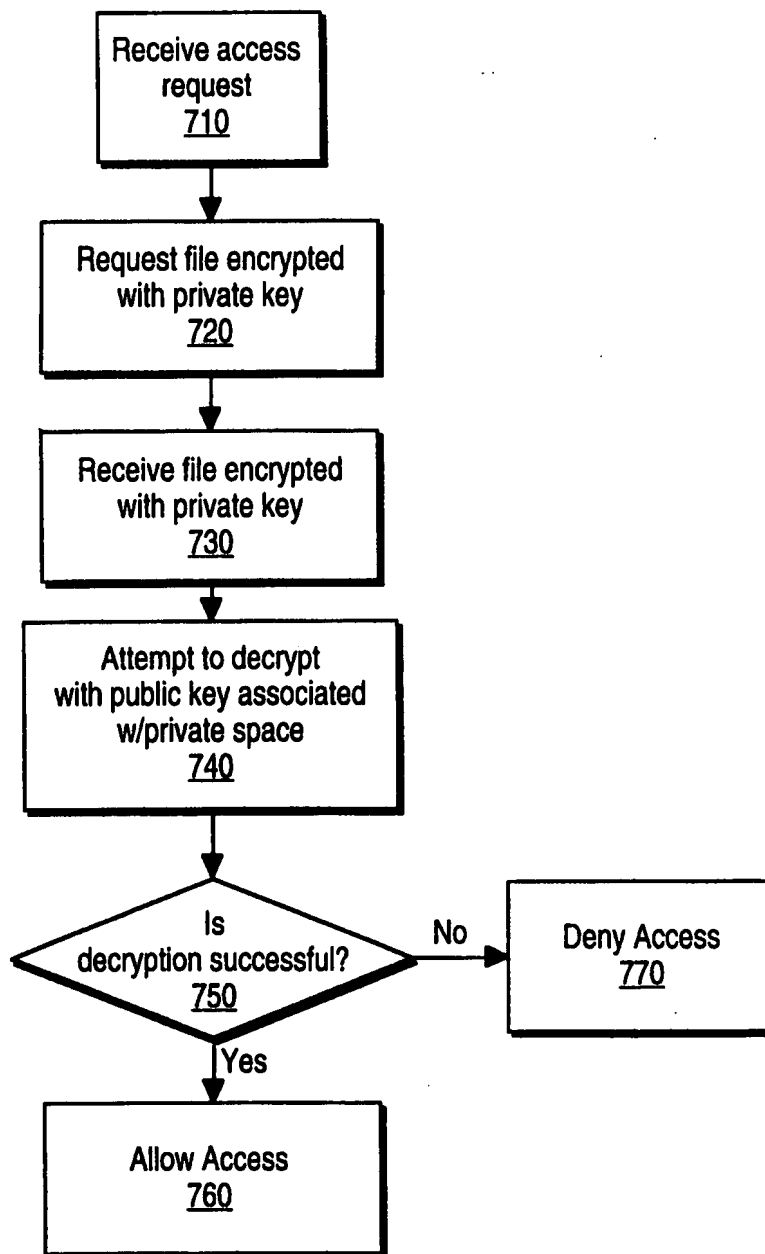 Receive access
request
710
Request file encrypted
with private key
720
Receive file encrypted
with private key
730
Attempt to decrypt
with public key associated
w/private space
740
Is
decryption successful?
750
No
Deny Access
770
Yes
Allow Access
760